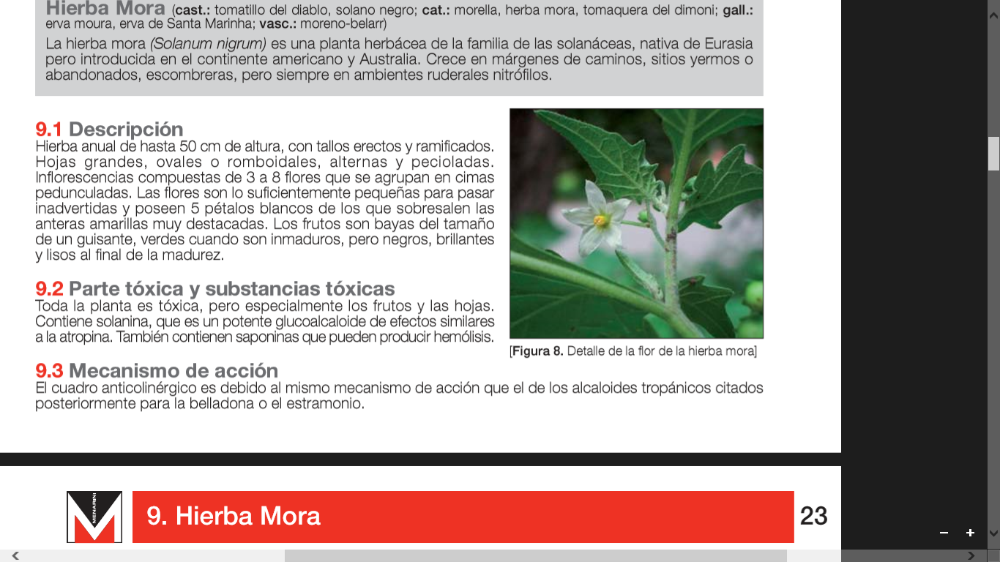 Hierba Mora (cast.: tomatillo del diablo, solano negro; cat.: morella, herba mora, tomaquera del dimoni; gall.:
erva moura, erva de Santa Marinha; vasc.: moreno-belarr)
La hierba mora (Solanum nigrum) es una planta herbácea de la familia de las solanáceas, nativa de Eurasia
pero introducida en el continente americano y Australia. Crece en márgenes de caminos, sitios yermos o
abandonados, escombreras, pero siempre en ambientes ruderales nitrófilos.
9.1 Descripción
Hierba anual de hasta 50 cm de altura, con tallos erectos y ramificados.
Hojas grandes, ovales o romboidales, alternas y pecioladas.
Inflorescencias compuestas de 3 a 8 flores que se agrupan en cimas
pedunculadas. Las flores son lo suficientemente pequeñas para pasar
inadvertidas y poseen 5 pétalos blancos de los que sobresalen las
anteras amarillas muy destacadas. Los frutos son bayas del tamaño
de un guisante, verdes cuando son inmaduros, pero negros, brillantes
y lisos al final de la madurez.
9.2 Parte tóxica y substancias tóxicas
Toda la planta es tóxica, pero especialmente los frutos y las hojas.
Contiene solanina, que es un potente glucoalcaloide de efectos similares
a la atropina. También contienen saponinas que pueden producir hemólisis.
[Figura 8. Detalle de la flor de la hierba mora]
9.3 Mecanismo de acción
El cuadro anticolinérgico es debido al mismo mecanismo de acción que el de los alcaloides tropánicos citados
posteriormente para la belladona o el estramonio.
MENARINI
9. Hierba Mora
23